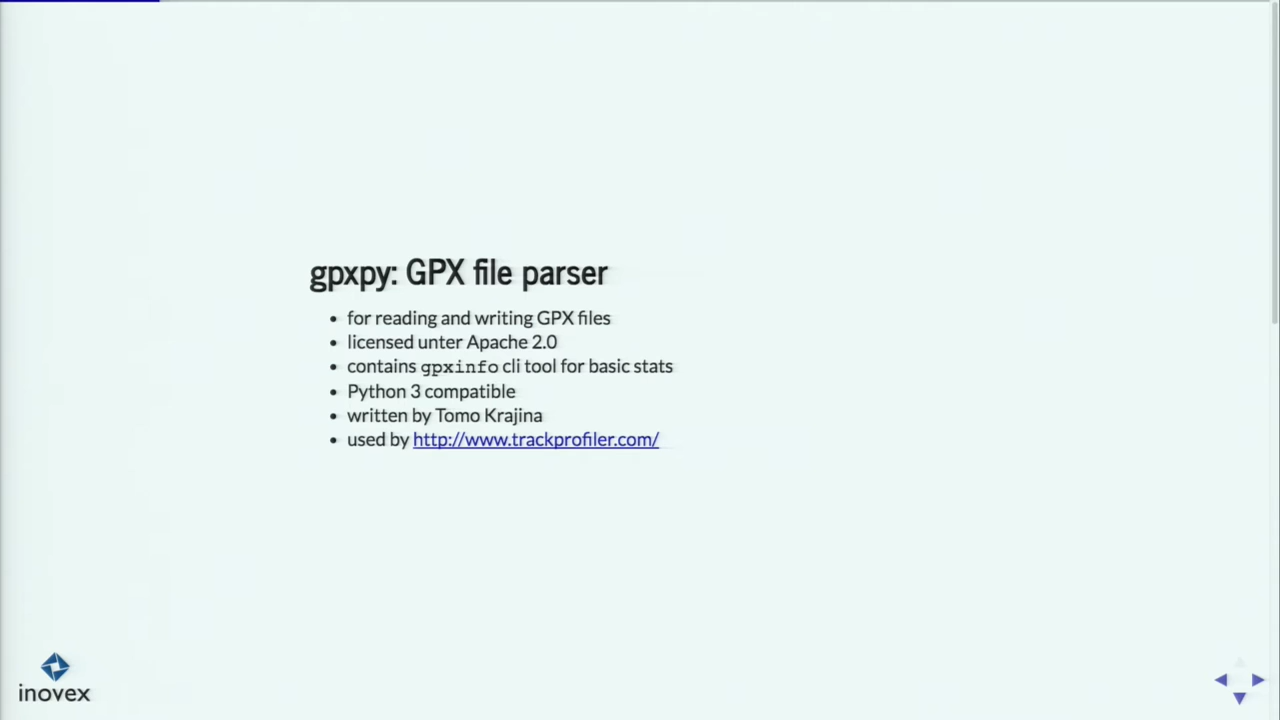 gpxpy: GPX file parser
• for reading and writing GPX files
• licensed unter Apache 2.0
• contains gpxinfo cli tool for basic stats
• Python 3 compatible
• written by Tomo Krajina
• used by http://www.trackprofiler.com/
inovex